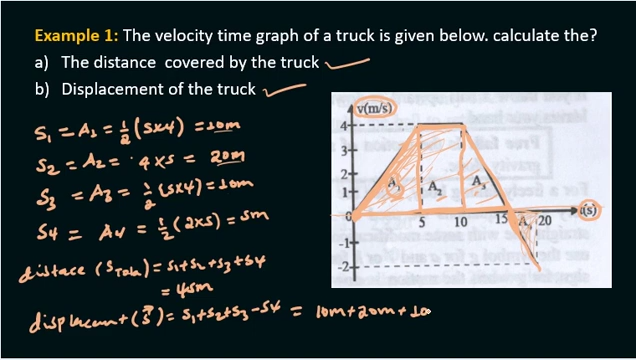 Example 1: The velocity time graph of a truck is given below. calculate the?
a) The distance covered by the truck
b) Displacement of the truck
S1 = A1 = 1/2 (5x4) = 10m
S2 = A2 = 4x5 = 20m
S3 = A3 = 1/2 (5x4) = 10m
S4 = A4 = 1/2 (2x5) = 5m
distace (STotal) = S1+S2+S3+S4
= 45m
displacement (S) = S1+S2+S3-S4 = 10m+20m+10
v(m/s)
4
3
2
1
0
-1
-2
A1
A2
A3
A4
5
10
15
20
t(s)